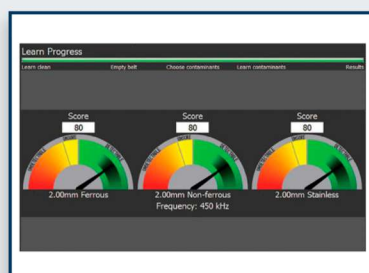 Learn Progress
Learn clean Empty belt Choose contaminants Learn contaminants Results
Score Score Score
80 80 80
2.00mm Ferrous 2.00mm Non-ferrous 2.00mm Stainless
Frequency: 450 kHz